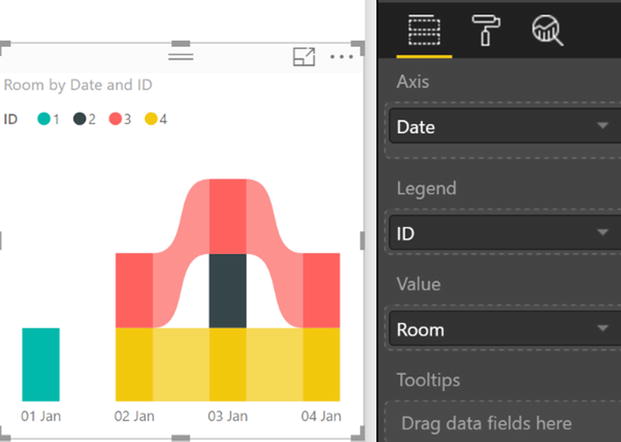 Room by Date and ID
ID 1 2 3 4
01 Jan 02 Jan 03 Jan 04 Jan
Axis
Date
Legend
ID
Value
Room
Tooltips
Drag data fields here